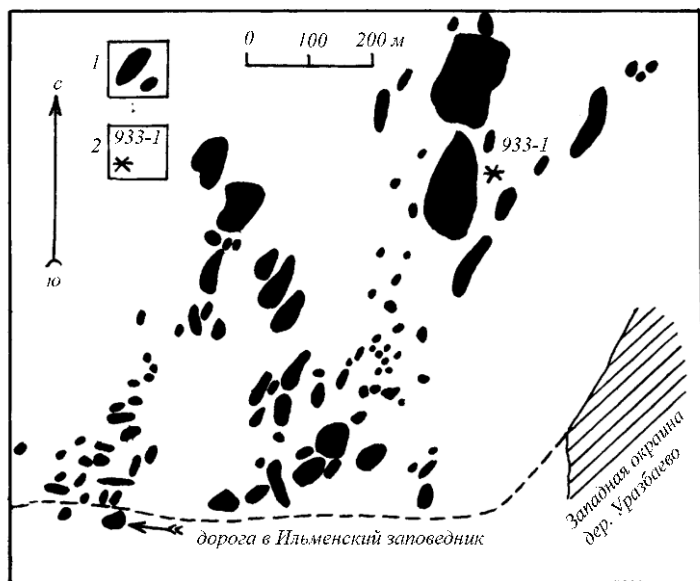 1
2
933-1
с
ю
0 100 200 м
933-1
Западная окраина
дер. Уразбаево
дорога в Ильменский заповедник